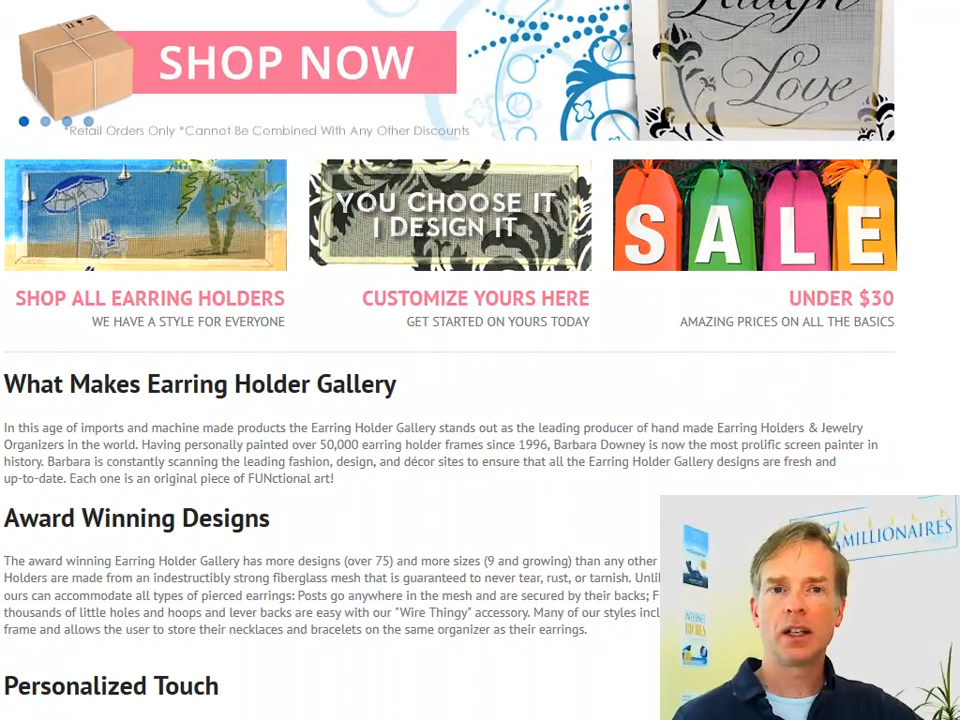 Laugh
Love
SHOP NOW
*Retail Orders Only *Cannot Be Combined With Any Other Discounts
YOU CHOOSE IT
I DESIGN IT
SALE
SHOP ALL EARRING HOLDERS
WE HAVE A STYLE FOR EVERYONE
CUSTOMIZE YOURS HERE
GET STARTED ON YOURS TODAY
UNDER $30
AMAZING PRICES ON ALL THE BASICS
What Makes Earring Holder Gallery
In this age of imports and machine made products the Earring Holder Gallery stands out as the leading producer of hand made Earring Holders & Jewelry
Organizers in the world. Having personally painted over 50,000 earring holder frames since 1996, Barbara Downey is now the most prolific screen painter in
history. Barbara is constantly scanning the leading fashion, design, and décor sites to ensure that all the Earring Holder Gallery designs are fresh and
up-to-date. Each one is an original piece of FUNctional art!
Award Winning Designs
The award winning Earring Holder Gallery has more designs (over 75) and more sizes (9 and growing) than any other
Holders are made from an indestructibly strong fiberglass mesh that is guaranteed to never tear, rust, or tarnish. Unli
ours can accommodate all types of pierced earrings: Posts go anywhere in the mesh and are secured by their backs; F
thousands of little holes and hoops and lever backs are easy with our "Wire Thingy" accessory. Many of our styles incl
frame and allows the user to store their necklaces and bracelets on the same organizer as their earrings.
Personalized Touch
CLICK
MILLIONAIRES
INTERNET
RICHES